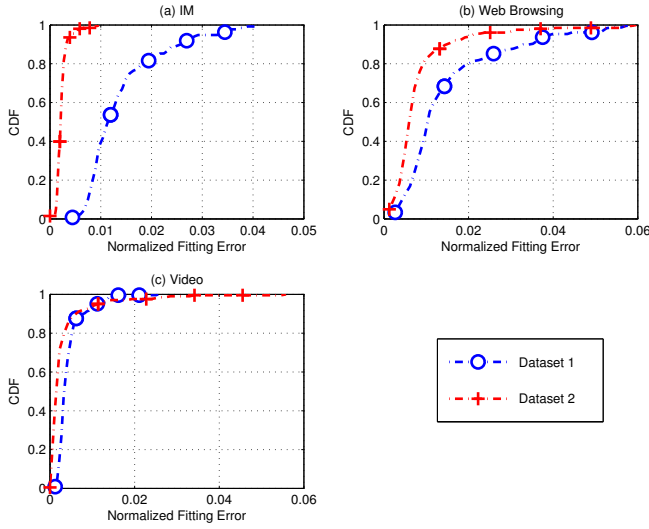 (a) IM
1
0.8
0.6
0.4
0.2
0
CDF
0 0.01 0.02 0.03 0.04 0.05
Normalized Fitting Error
(b) Web Browsing
1
0.8
0.6
0.4
0.2
0
CDF
0 0.02 0.04 0.06
Normalized Fitting Error
(c) Video
1
0.8
0.6
0.4
0.2
0
CDF
0 0.02 0.04 0.06
Normalized Fitting Error
Dataset 1
Dataset 2